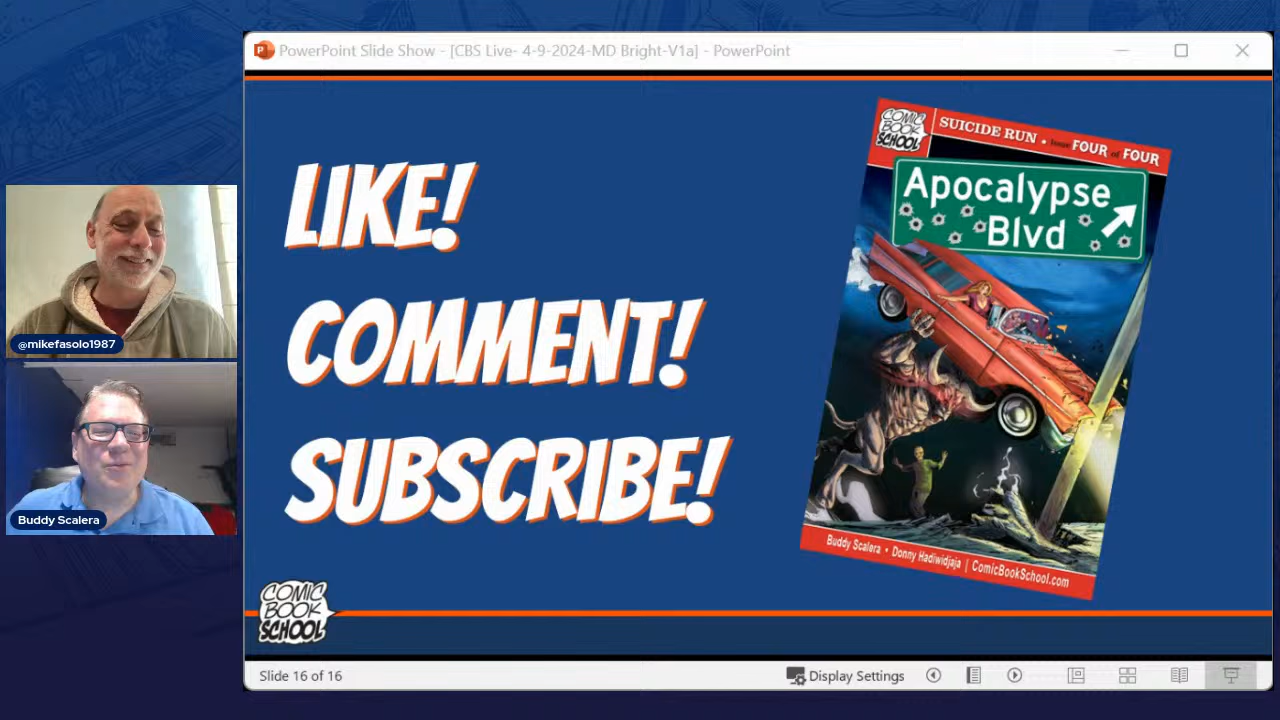 PowerPoint Slide Show - [CBS Live- 4-9-2024-MD Bright-V1a] - PowerPoint
LIKE!
COMMENT!
SUBSCRIBE!
COMIC
BOOK
SCHOOL
SUICIDE RUN • Issue FOUR of FOUR
Apocalypse
Blvd
Buddy Scalera • Donny Hadiwidjaja | ComicBookSchool.com
@mikefasolo1987
Buddy Scalera
COMIC
BOOK
SCHOOL
Slide 16 of 16
Display Settings